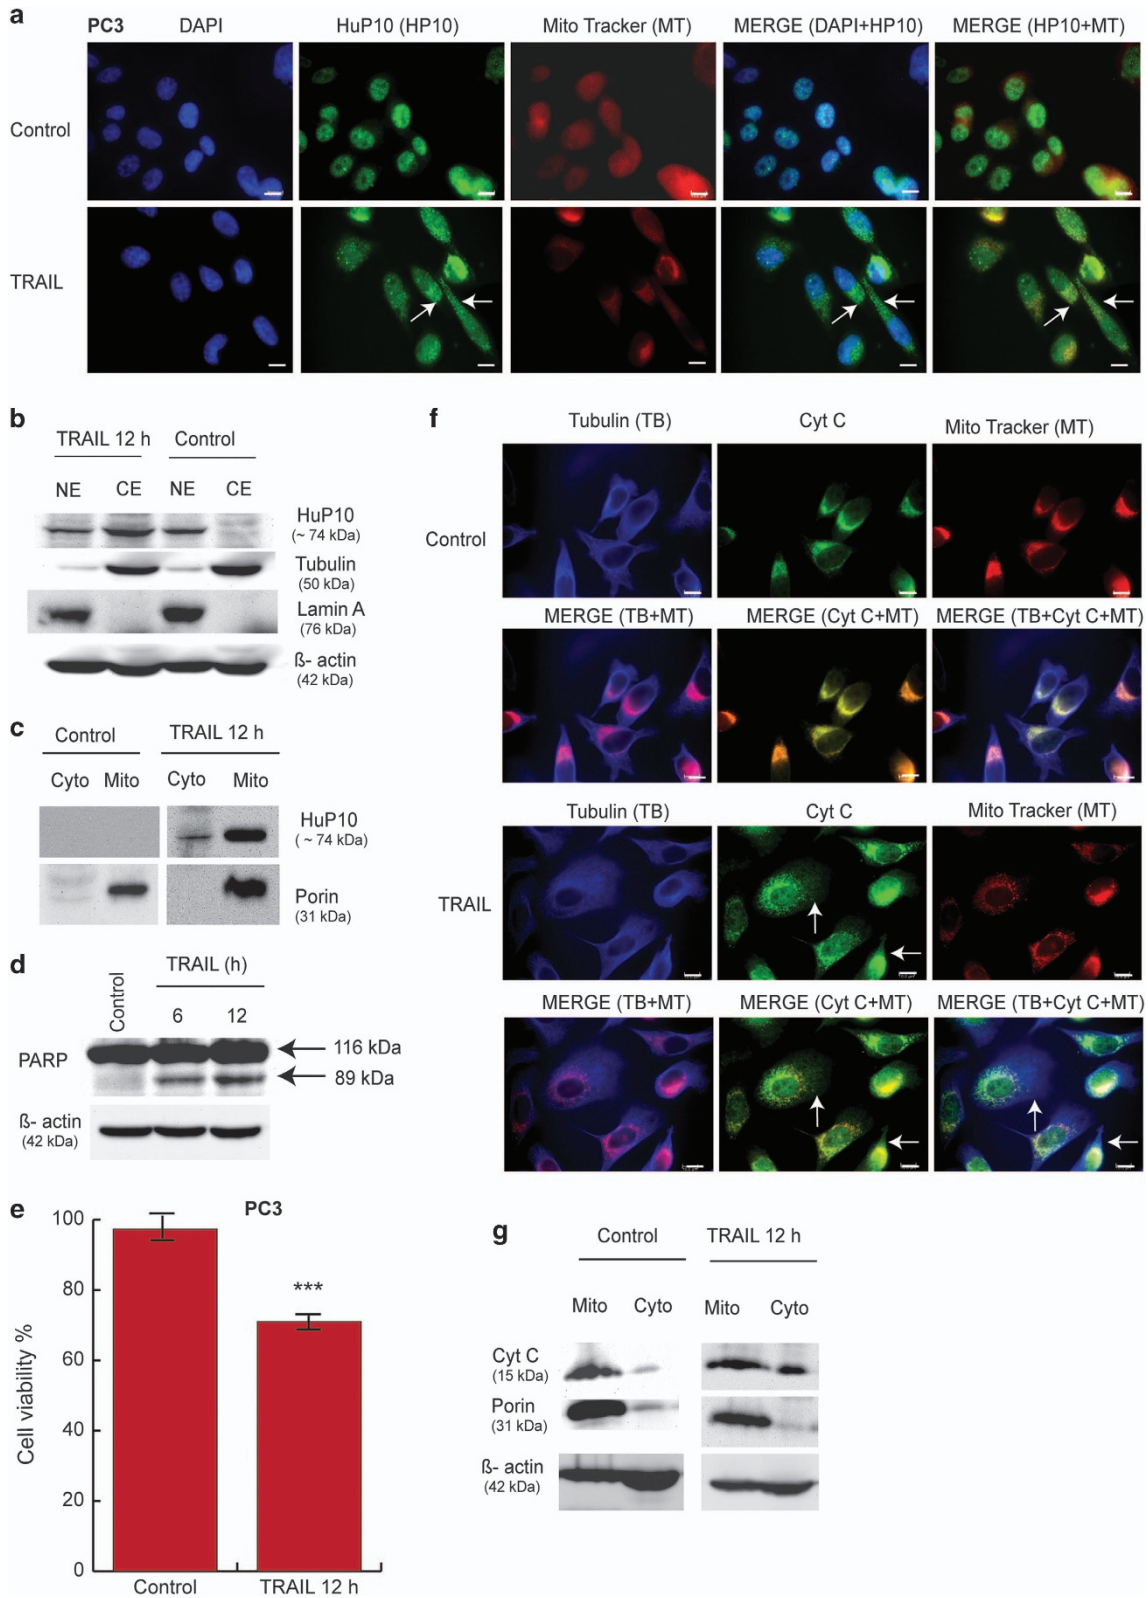 a
PC3 DAPI HuP10 (HP10) Mito Tracker (MT) MERGE (DAPI+HP10) MERGE (HP10+MT)
Control
TRAIL
b
TRAIL 12 h Control
NE CE NE CE
HuP10
(~ 74 kDa)
Tubulin
(50 kDa)
Lamin A
(76 kDa)
ß- actin
(42 kDa)
c
Control TRAIL 12 h
Cyto Mito Cyto Mito
HuP10
( ~ 74 kDa)
Porin
(31 kDa)
d
Control
TRAIL (h)
6 12
PARP
116 kDa
89 kDa
ß- actin
(42 kDa)
e
PC3
Cell viability %
100
80
60
40
20
0
***
Control TRAIL 12 h
f
Tubulin (TB) Cyt C Mito Tracker (MT)
Control
MERGE (TB+MT) MERGE (Cyt C+MT) MERGE (TB+Cyt C+MT)
Tubulin (TB) Cyt C Mito Tracker (MT)
TRAIL
MERGE (TB+MT) MERGE (Cyt C+MT) MERGE (TB+Cyt C+MT)
g
Control TRAIL 12 h
Mito Cyto Mito Cyto
Cyt C
(15 kDa)
Porin
(31 kDa)
ß- actin
(42 kDa)